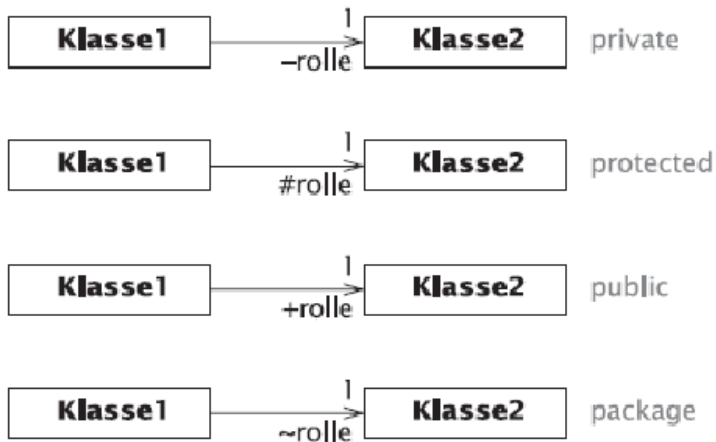 1
Klasse1 Klasse2 private
–rolle
1
Klasse1 Klasse2 protected
#rolle
1
Klasse1 Klasse2 public
+rolle
1
Klasse1 Klasse2 package
~rolle